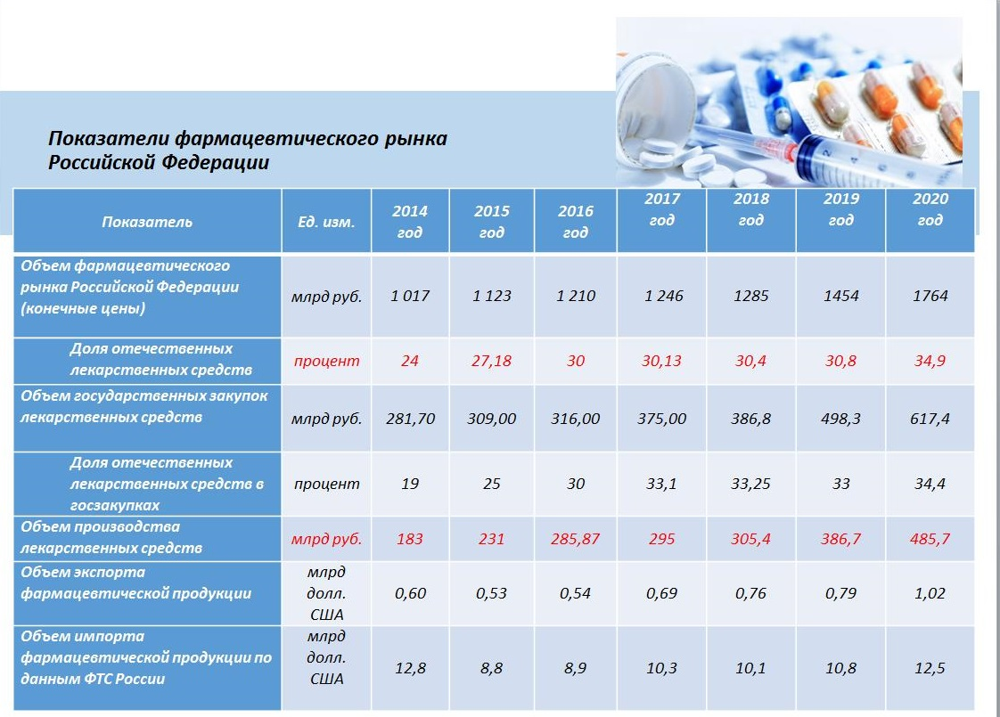 Показатели фармацевтического рынка
Российской Федерации
Показатель
Ед. изм.
2014
год
2015
год
2016
год
2017
год
2018
год
2019
год
2020
год
Объем фармацевтического
рынка Российской Федерации
(конечные цены)
млрд руб.
1 017
1 123
1 210
1 246
1285
1454
1764
Доля отечественных
лекарственных средств
процент
24
27,18
30
30,13
30,4
30,8
34,9
Объем государственных закупок
лекарственных средств
млрд руб.
281,70
309,00
316,00
375,00
386,8
498,3
617,4
Доля отечественных
лекарственных средств в
госзакупках
процент
19
25
30
33,1
33,25
33
34,4
Объем производства
лекарственных средств
млрд руб.
183
231
285,87
295
305,4
386,7
485,7
Объем экспорта
фармацевтической продукции
млрд
долл.
США
0,60
0,53
0,54
0,69
0,76
0,79
1,02
Объем импорта
фармацевтической продукции по
данным ФТС России
млрд
долл.
США
12,8
8,8
8,9
10,3
10,1
10,8
12,5